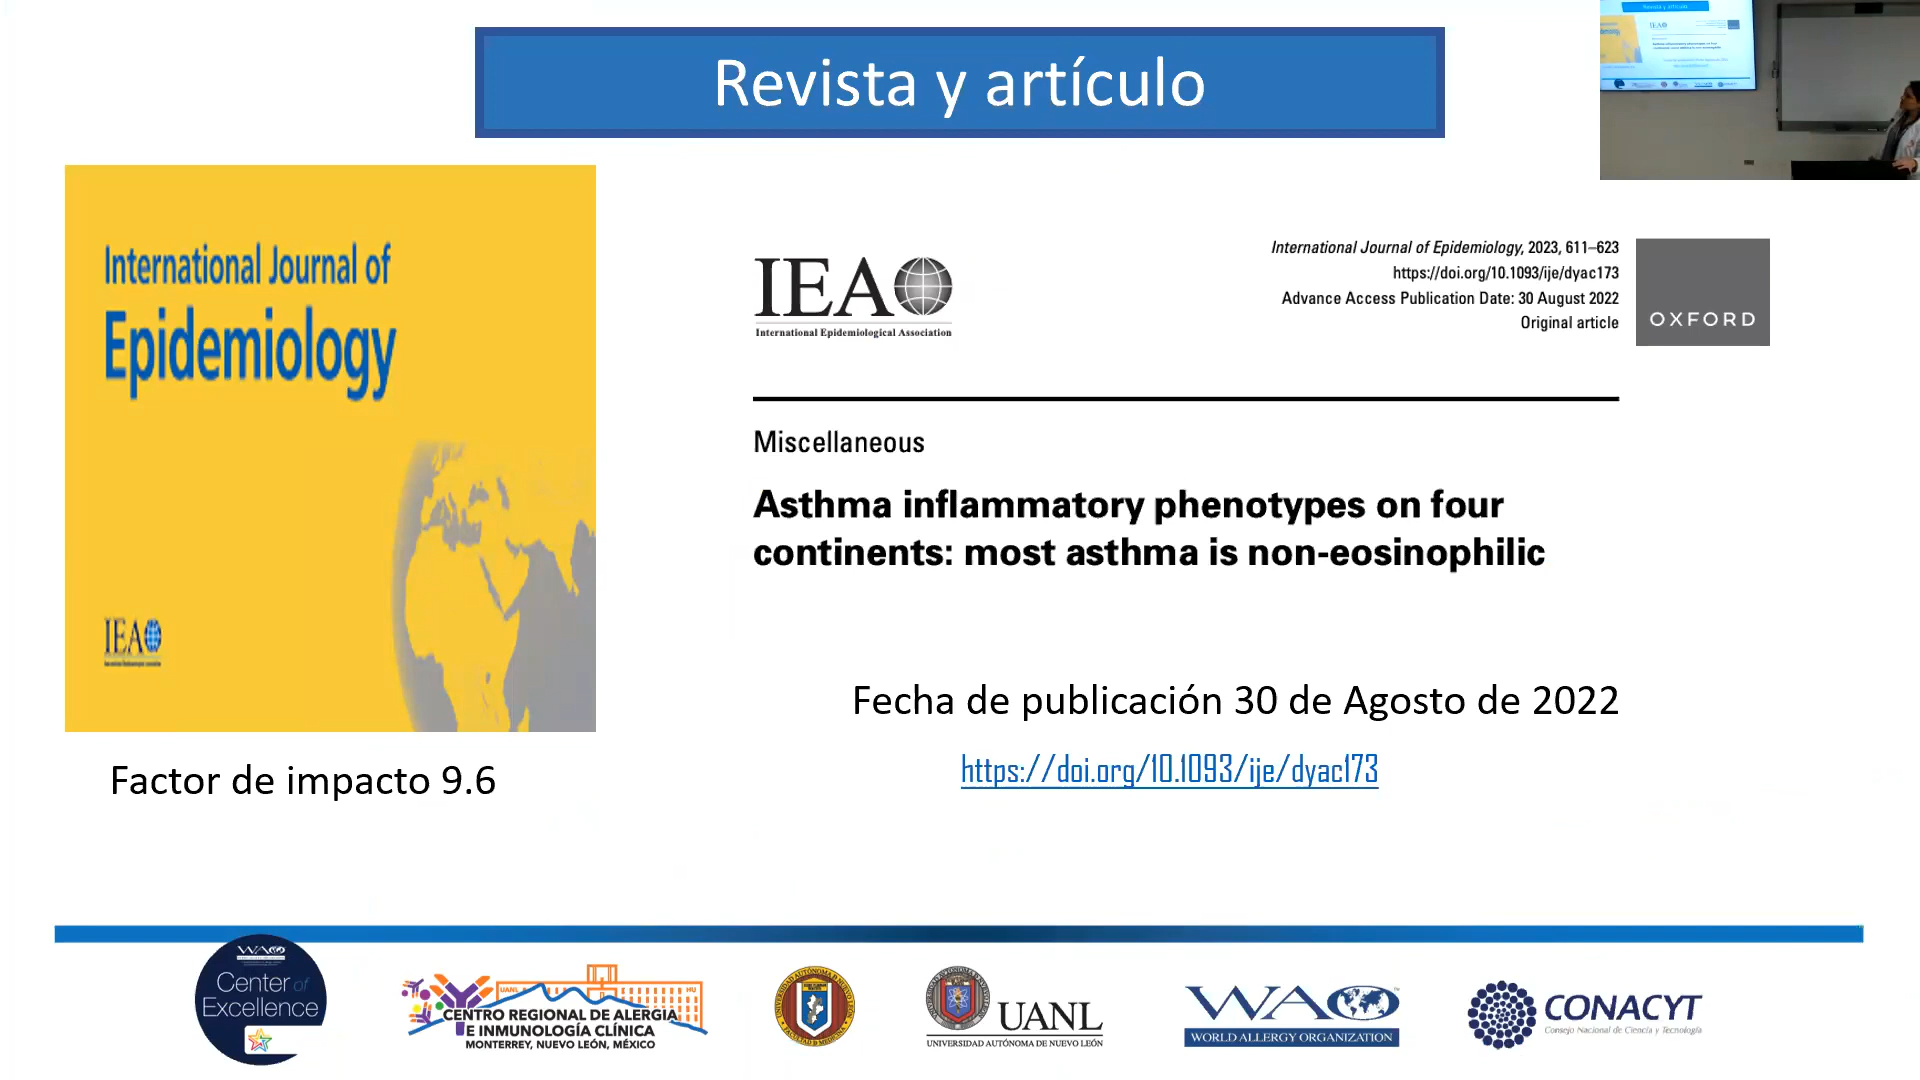 Revista y artículo
International Journal of
Epidemiology
IEA
Factor de impacto 9.6
IEA
International Epidemiological Association
International Journal of Epidemiology, 2023, 611–623
https://doi.org/10.1093/ije/dyac173
Advance Access Publication Date: 30 August 2022
Original article
OXFORD
Miscellaneous
Asthma inflammatory phenotypes on four
continents: most asthma is non-eosinophilic
Fecha de publicación 30 de Agosto de 2022
https://doi.org/10.1093/ije/dyac173
WAO
Center of
Excellence
UANL
HU
CENTRO REGIONAL DE ALERGIA
E INMUNOLOGÍA CLÍNICA
MONTERREY, NUEVO LEÓN, MÉXICO
UANL
UNIVERSIDAD AUTÓNOMA DE NUEVO LEÓN
WAO
WORLD ALLERGY ORGANIZATION
CONACYT
Consejo Nacional de Ciencia y Tecnología